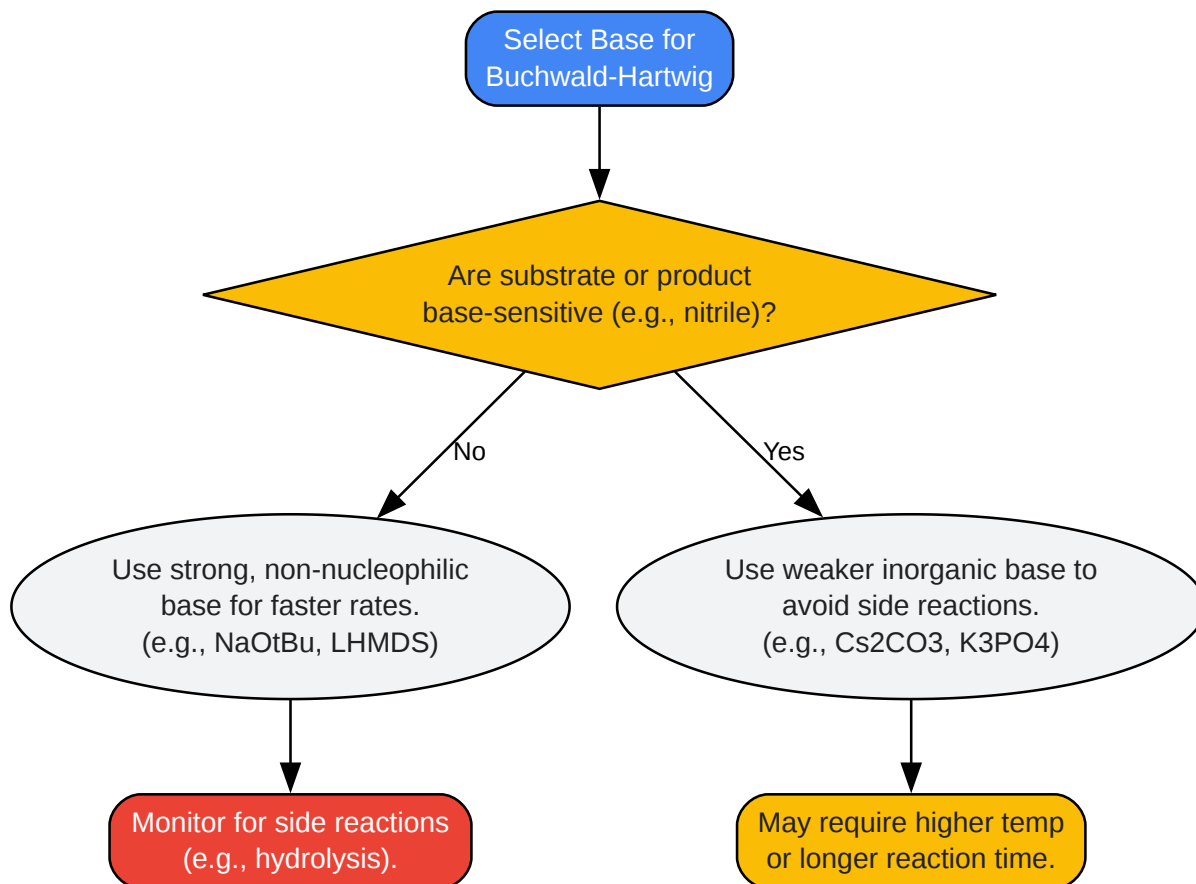 Select Base for
Buchwald-Hartwig
Are substrate or product
base-sensitive (e.g., nitrile)?
No
Yes
Use strong, non-nucleophilic
base for faster rates.
(e.g., NaOtBu, LHMDS)
Use weaker inorganic base to
avoid side reactions.
(e.g., Cs2CO3, K3PO4)
Monitor for side reactions
(e.g., hydrolysis).
May require higher temp
or longer reaction time.